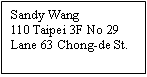 Sandy Wang
110 Taipei 3F No 29
Lane 63 Chong-de St.